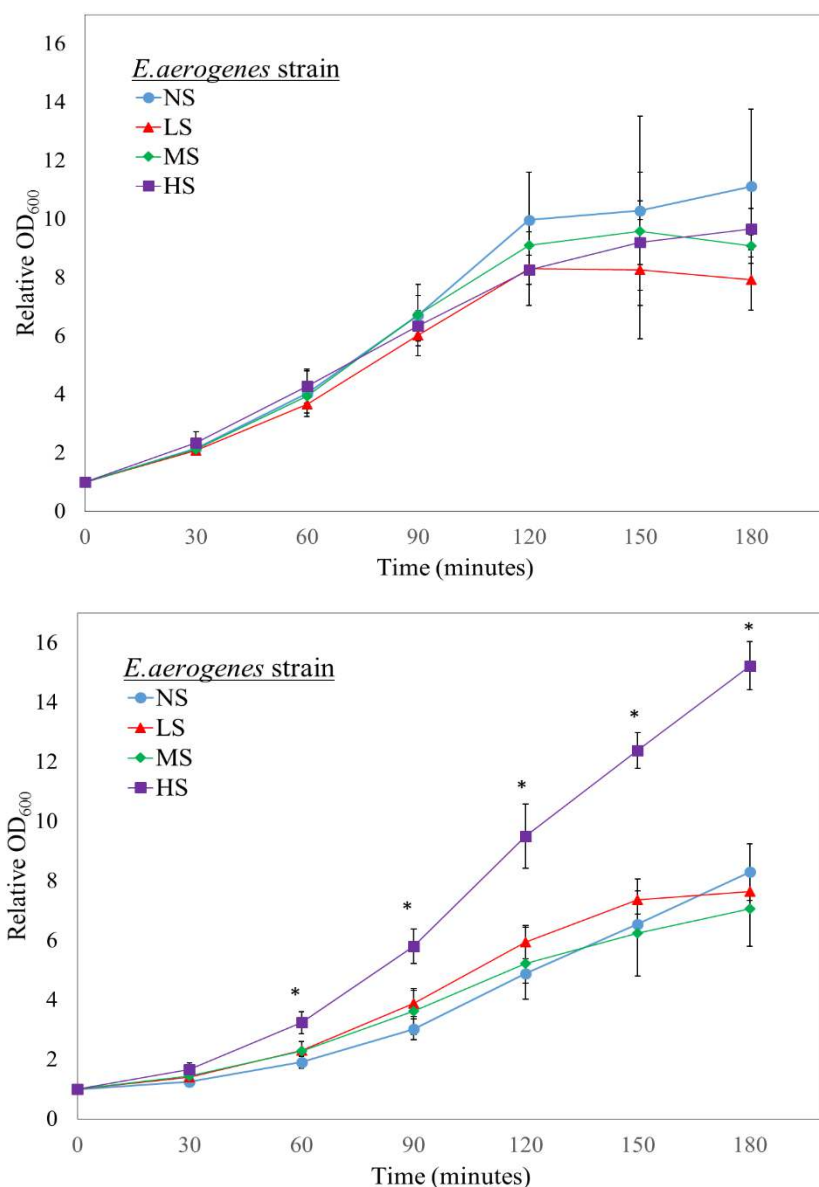 16
14
12
10
8
6
4
2
0
Relative OD600
E.aerogenes strain
NS
LS
MS
HS
0 30 60 90 120 150 180
Time (minutes)
16
14
12
10
8
6
4
2
0
Relative OD600
E.aerogenes strain
NS
LS
MS
HS
*
*
*
*
*
0 30 60 90 120 150 180
Time (minutes)